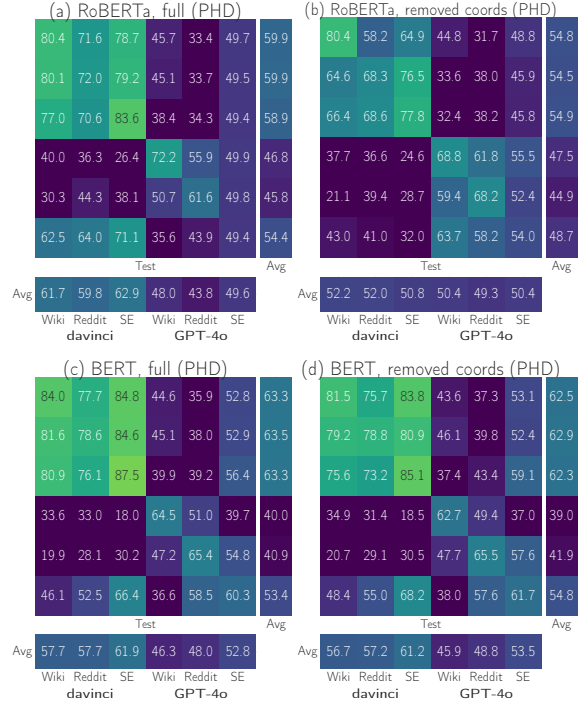 (a) RoBERTa, full (PHD)
80.4 71.6 78.7 45.7 33.4 49.7 59.9
80.1 72.0 79.2 45.1 33.7 49.5 59.9
77.0 70.6 83.6 38.4 34.3 49.4 58.9
40.0 36.3 26.4 72.2 55.9 49.9 46.8
30.3 44.3 38.1 50.7 61.6 49.8 45.8
62.5 64.0 71.1 35.6 43.9 49.4 54.4
Test Avg
Avg 61.7 59.8 62.9 48.0 43.8 49.6
Wiki Reddit SE Wiki Reddit SE
davinci GPT-4o
(b) RoBERTa, removed coords (PHD)
80.4 58.2 64.9 44.8 31.7 48.8 54.8
64.6 68.3 76.5 33.6 38.0 45.9 54.5
66.4 68.6 77.8 32.4 38.2 45.8 54.9
37.7 36.6 24.6 68.8 61.8 55.5 47.5
21.1 39.4 28.7 59.4 68.2 52.4 44.9
43.0 41.0 32.0 63.7 58.2 54.0 48.7
Test Avg
Avg 52.2 52.0 50.8 50.4 49.3 50.4
Wiki Reddit SE Wiki Reddit SE
davinci GPT-4o
(c) BERT, full (PHD)
84.0 77.7 84.8 44.6 35.9 52.8 63.3
81.6 78.6 84.6 45.1 38.0 52.9 63.5
80.9 76.1 87.5 39.9 39.2 56.4 63.3
33.6 33.0 18.0 64.5 51.0 39.7 40.0
19.9 28.1 30.2 47.2 65.4 54.8 40.9
46.1 52.5 66.4 36.6 58.5 60.3 53.4
Test Avg
Avg 57.7 57.7 61.9 46.3 48.0 52.8
Wiki Reddit SE Wiki Reddit SE
davinci GPT-4o
(d) BERT, removed coords (PHD)
81.5 75.7 83.8 43.6 37.3 53.1 62.5
79.2 78.8 80.9 46.1 39.8 52.4 62.9
75.6 73.2 85.1 37.4 43.4 59.1 62.3
34.9 31.4 18.5 62.7 49.4 37.0 39.0
20.7 29.1 30.5 47.7 65.5 57.6 41.9
48.4 55.0 68.2 38.0 57.6 61.7 54.8
Test Avg
Avg 56.7 57.2 61.2 45.9 48.8 53.5
Wiki Reddit SE Wiki Reddit SE
davinci GPT-4o